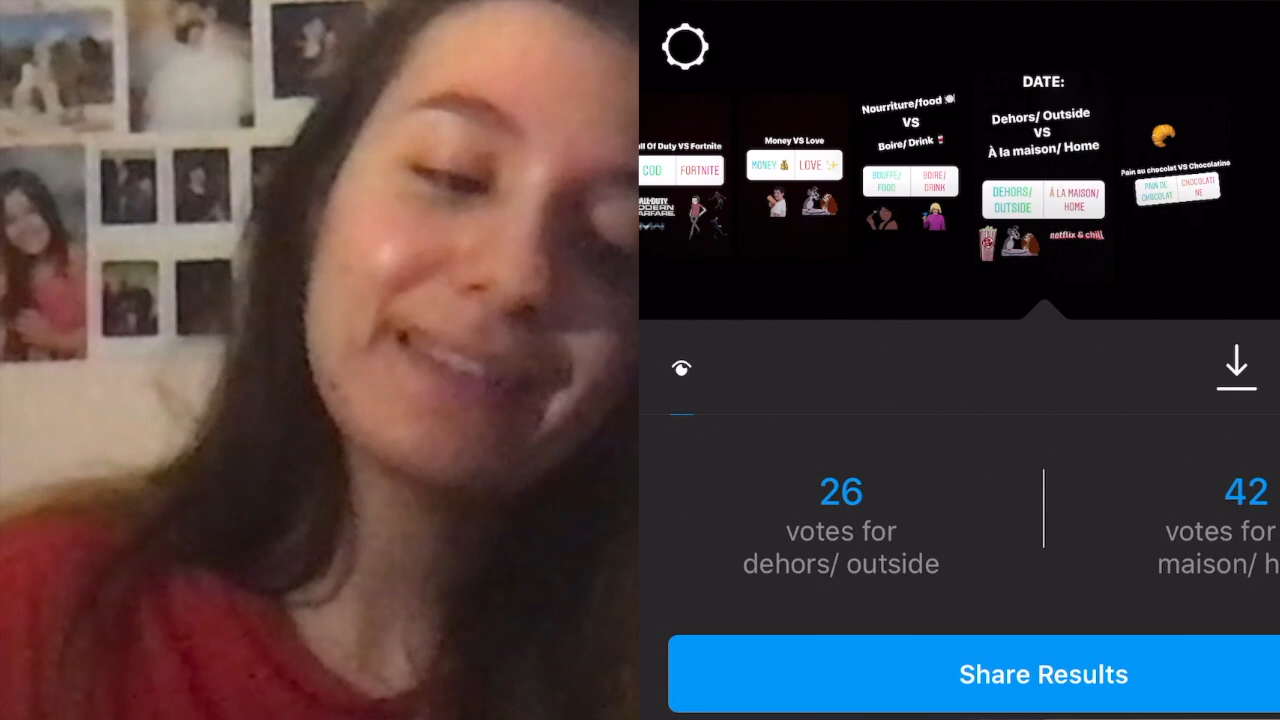 ll Of Duty VS Fortnite
COD
FORTNITE
ALL·DUTY
MODERN
WARFARE
Money VS Love
MONEY 💰
LOVE ✨
Nourriture/food 🍽
VS
Boire/ Drink 🥤
BOUFFE/
FOOD
BOIRE/
DRINK
DATE:
Dehors/ Outside
VS
À la maison/ Home
DEHORS/
OUTSIDE
À LA MAISON/
HOME
netflix & chill
Pain au chocolat VS Chocolatine
PAIN DE
CHOCOLAT
CHOCOLATI
NE
26
votes for
dehors/ outside
42
votes for
maison/ h
Share Results